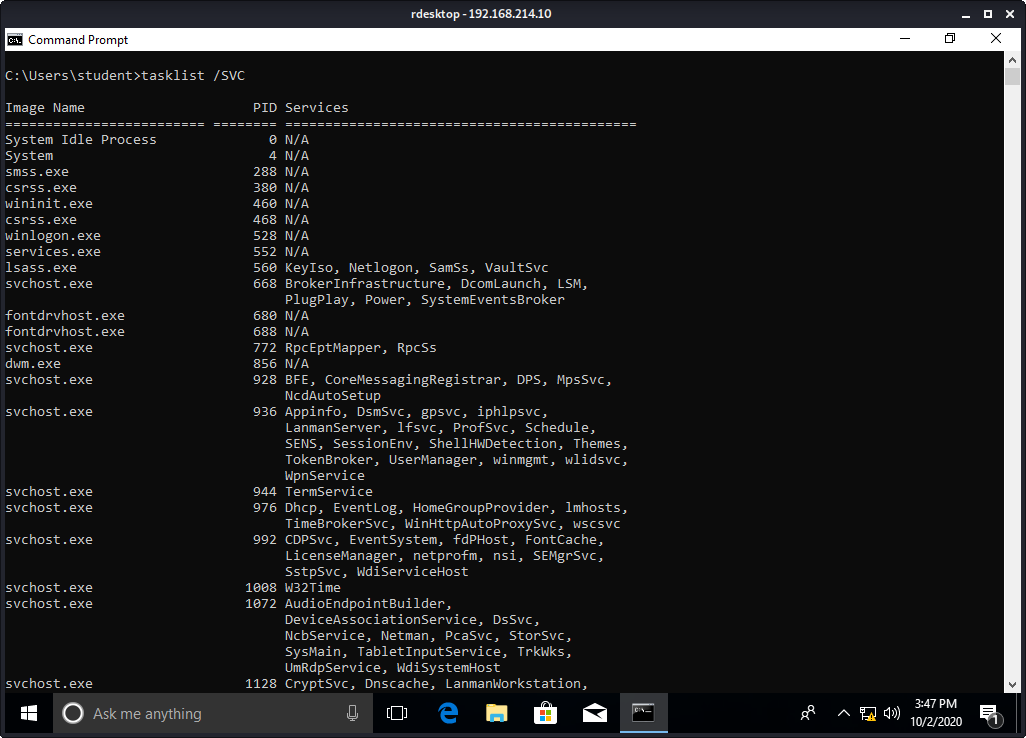 rdesktop - 192.168.214.10
Command Prompt
C:\Users\student>tasklist /SVC
Image Name                     PID Services
========================= ======== ============================================
System Idle Process              0 N/A
System                           4 N/A
smss.exe                       288 N/A
csrss.exe                      380 N/A
wininit.exe                    460 N/A
csrss.exe                      468 N/A
winlogon.exe                   528 N/A
services.exe                   552 N/A
lsass.exe                      560 KeyIso, Netlogon, SamSs, VaultSvc
svchost.exe                    668 BrokerInfrastructure, DcomLaunch, LSM,
                                   PlugPlay, Power, SystemEventsBroker
fontdrvhost.exe                680 N/A
fontdrvhost.exe                688 N/A
svchost.exe                    772 RpcEptMapper, RpcSs
dwm.exe                        856 N/A
svchost.exe                    928 BFE, CoreMessagingRegistrar, DPS, MpsSvc,
                                   NcdAutoSetup
svchost.exe                    936 Appinfo, DsmSvc, gpsvc, iphlpsvc,
                                   LanmanServer, lfsvc, ProfSvc, Schedule,
                                   SENS, SessionEnv, ShellHWDetection, Themes,
                                   TokenBroker, UserManager, winmgmt, wlidsvc,
                                   WpnService
svchost.exe                    944 TermService
svchost.exe                    976 Dhcp, EventLog, HomeGroupProvider, lmhosts,
                                   TimeBrokerSvc, WinHttpAutoProxySvc, wscsvc
svchost.exe                    992 CDPSvc, EventSystem, fdPHost, FontCache,
                                   LicenseManager, netprofm, nsi, SEMgrSvc,
                                   SstpSvc, WdiServiceHost
svchost.exe                   1008 W32Time
svchost.exe                   1072 AudioEndpointBuilder,
                                   DeviceAssociationService, DsSvc,
                                   NcbService, Netman, PcaSvc, StorSvc,
                                   SysMain, TabletInputService, TrkWks,
                                   UmRdpService, WdiSystemHost
svchost.exe                   1128 CryptSvc, Dnscache, LanmanWorkstation,
Ask me anything
3:47 PM
10/2/2020
1